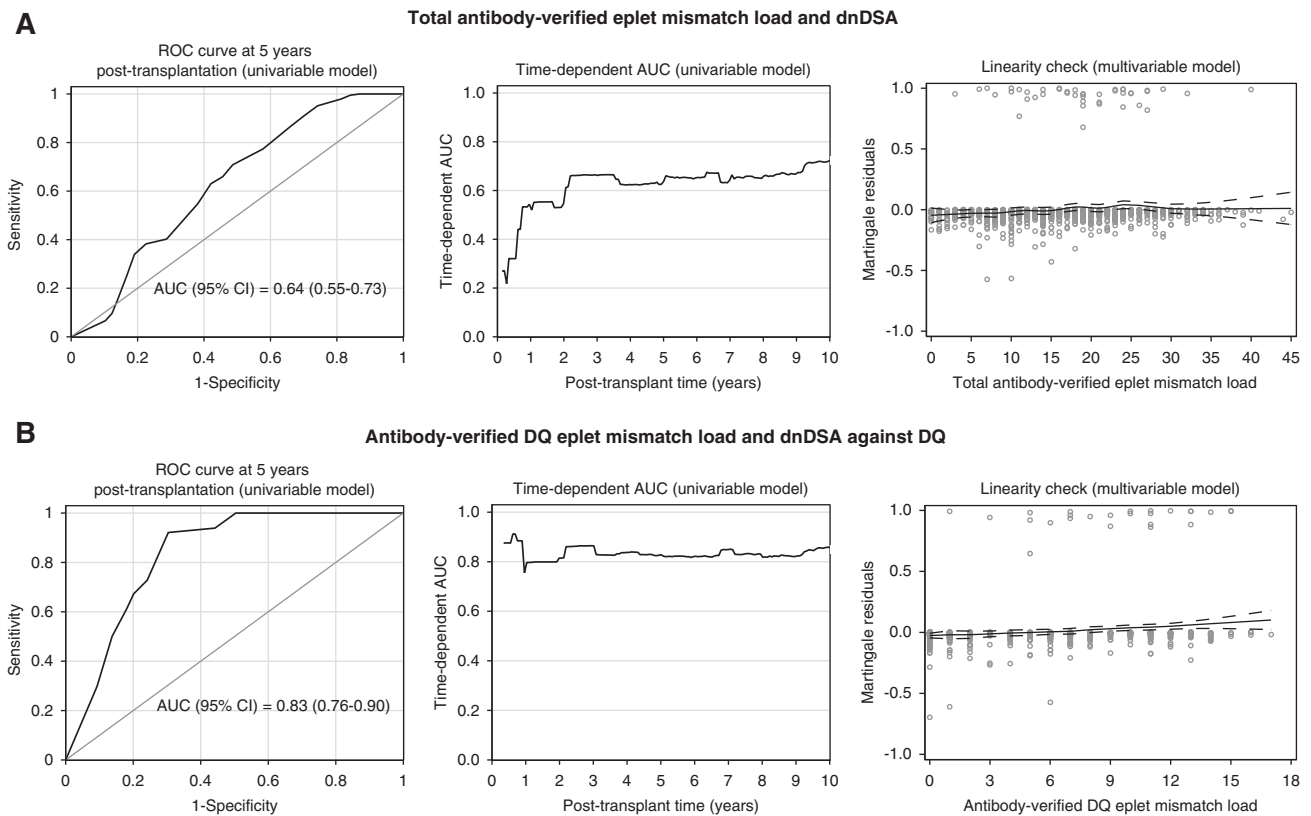 A
Total antibody-verified eplet mismatch load and dnDSA
ROC curve at 5 years
post-transplantation (univariable model)
1
0.8
0.6
0.4
0.2
0
Sensitivity
AUC (95% CI) = 0.64 (0.55-0.73)
0 0.2 0.4 0.6 0.8 1
1-Specificity
Time-dependent AUC (univariable model)
1.0
0.8
0.6
0.4
0.2
0.0
Time-dependent AUC
0 1 2 3 4 5 6 7 8 9 10
Post-transplant time (years)
Linearity check (multivariable model)
1.0
0.5
0.0
-0.5
-1.0
Martingale residuals
0 5 10 15 20 25 30 35 40 45
Total antibody-verified eplet mismatch load
B
Antibody-verified DQ eplet mismatch load and dnDSA against DQ
ROC curve at 5 years
post-transplantation (univariable model)
1
0.8
0.6
0.4
0.2
0
Sensitivity
AUC (95% CI) = 0.83 (0.76-0.90)
0 0.2 0.4 0.6 0.8 1
1-Specificity
Time-dependent AUC (univariable model)
1.0
0.8
0.6
0.4
0.2
0.0
Time-dependent AUC
0 1 2 3 4 5 6 7 8 9 10
Post-transplant time (years)
Linearity check (multivariable model)
1.0
0.5
0.0
-0.5
-1.0
Martingale residuals
0 3 6 9 12 15 18
Antibody-verified DQ eplet mismatch load